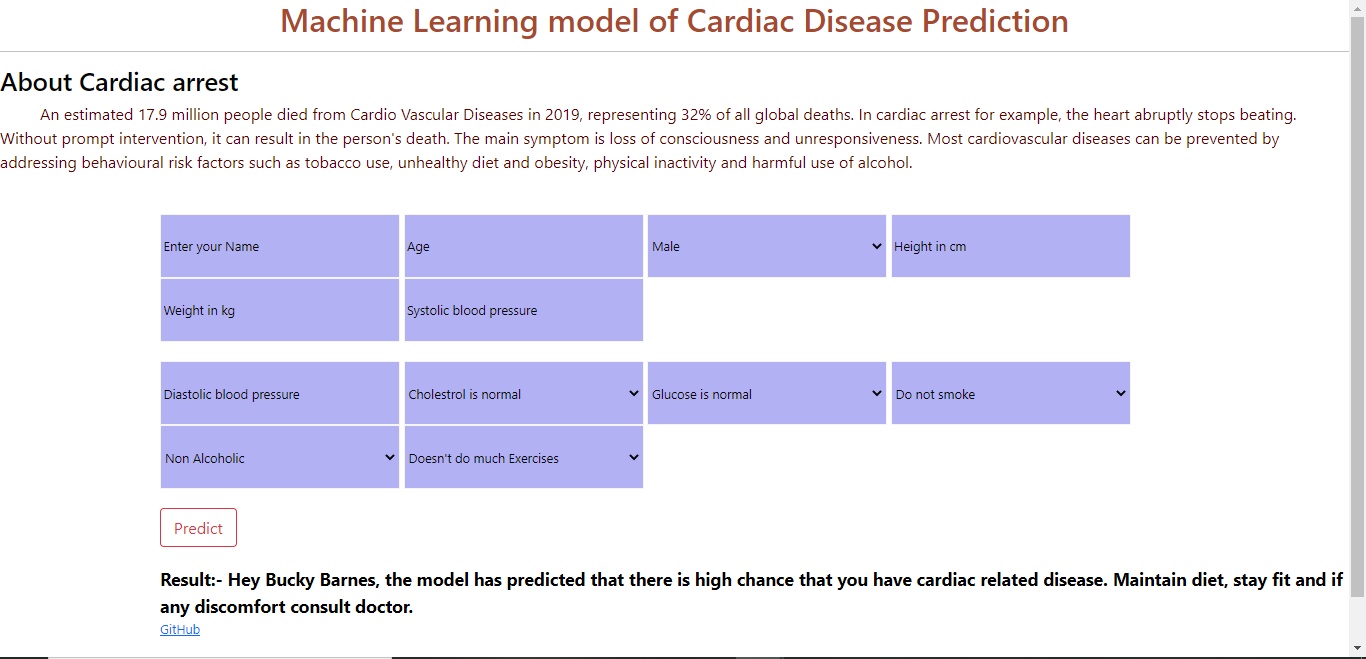 Machine Learning model of Cardiac Disease Prediction
About Cardiac arrest
An estimated 17.9 million people died from Cardio Vascular Diseases in 2019, representing 32% of all global deaths. In cardiac arrest for example, the heart abruptly stops beating.
Without prompt intervention, it can result in the person's death. The main symptom is loss of consciousness and unresponsiveness. Most cardiovascular diseases can be prevented by
addressing behavioural risk factors such as tobacco use, unhealthy diet and obesity, physical inactivity and harmful use of alcohol.
Enter your Name Age Male Height in cm
Weight in kg Systolic blood pressure
Diastolic blood pressure Cholestrol is normal Glucose is normal Do not smoke
Non Alcoholic Doesn't do much Exercises
Predict
Result:- Hey Bucky Barnes, the model has predicted that there is high chance that you have cardiac related disease. Maintain diet, stay fit and if
any discomfort consult doctor.
GitHub